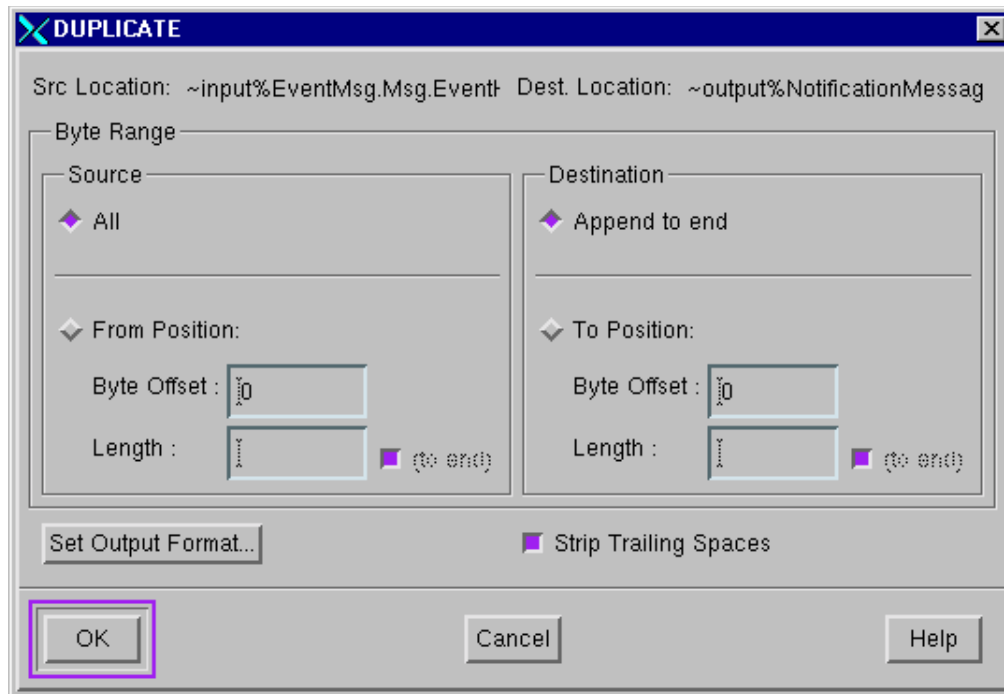 DUPLICATE
Src Location: ~input%EventMsg.Msg.EventH Dest. Location: ~output%NotificationMessag
Byte Range
Source
All
From Position:
Byte Offset : 0
Length :
(to end)
Destination
Append to end
To Position:
Byte Offset : 0
Length :
(to end)
Set Output Format...
Strip Trailing Spaces
OK
Cancel
Help